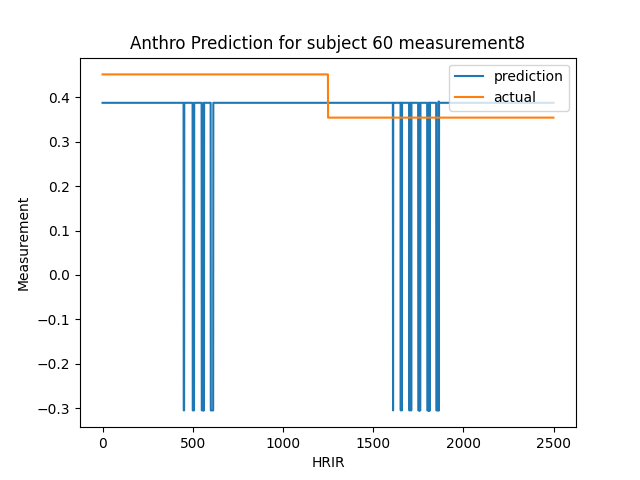 Anthro Prediction for subject 60 measurement8
prediction
actual
Measurement
0.4
0.3
0.2
0.1
0.0
−0.1
−0.2
−0.3
0 500 1000 1500 2000 2500
HRIR